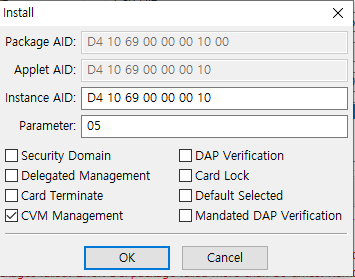 Install
Package AID: D4 10 69 00 00 00 10 00
Applet AID: D4 10 69 00 00 00 10
Instance AID: D4 10 69 00 00 00 10
Parameter: 05
Security Domain DAP Verification
Delegated Management Card Lock
Card Terminate Default Selected
CVM Management Mandated DAP Verification
OK Cancel